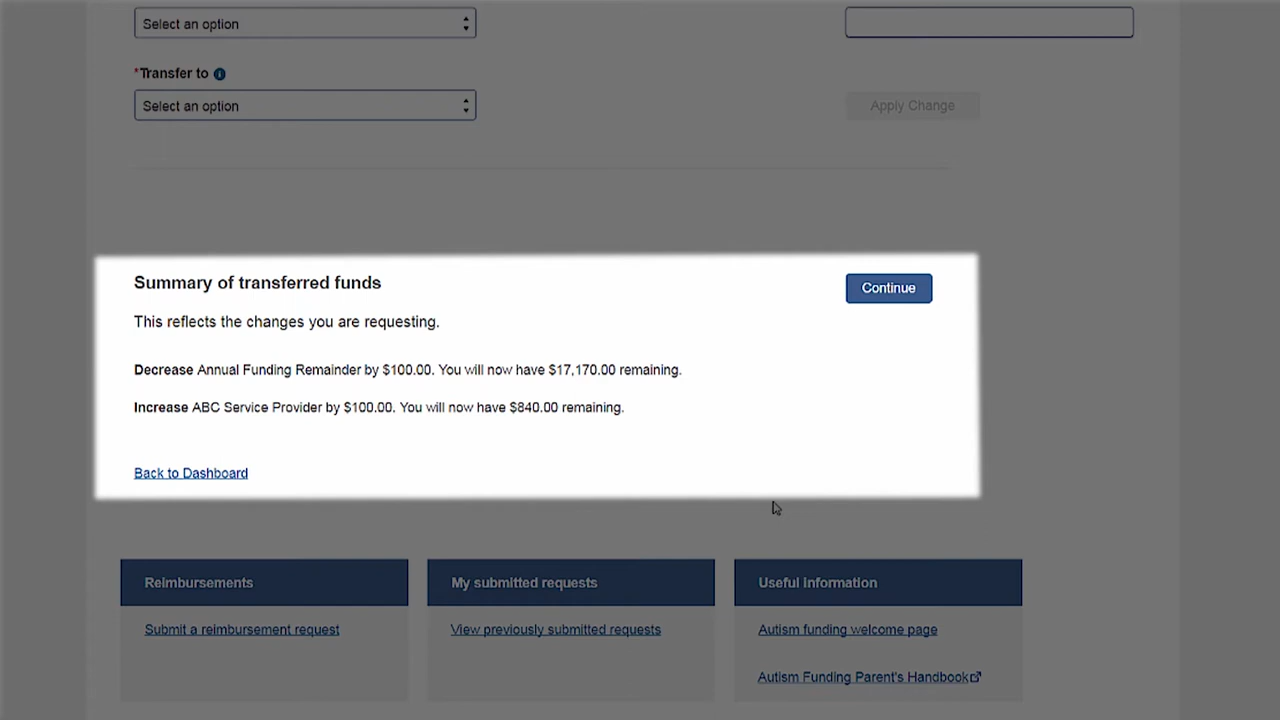 Select an option
*Transfer to
Select an option
Apply Change
Summary of transferred funds
Continue
This reflects the changes you are requesting.
Decrease Annual Funding Remainder by $100.00. You will now have $17,170.00 remaining.
Increase ABC Service Provider by $100.00. You will now have $840.00 remaining.
Back to Dashboard
Reimbursements
My submitted requests
Useful information
Submit a reimbursement request
View previously submitted requests
Autism funding welcome page
Autism Funding Parent's Handbook